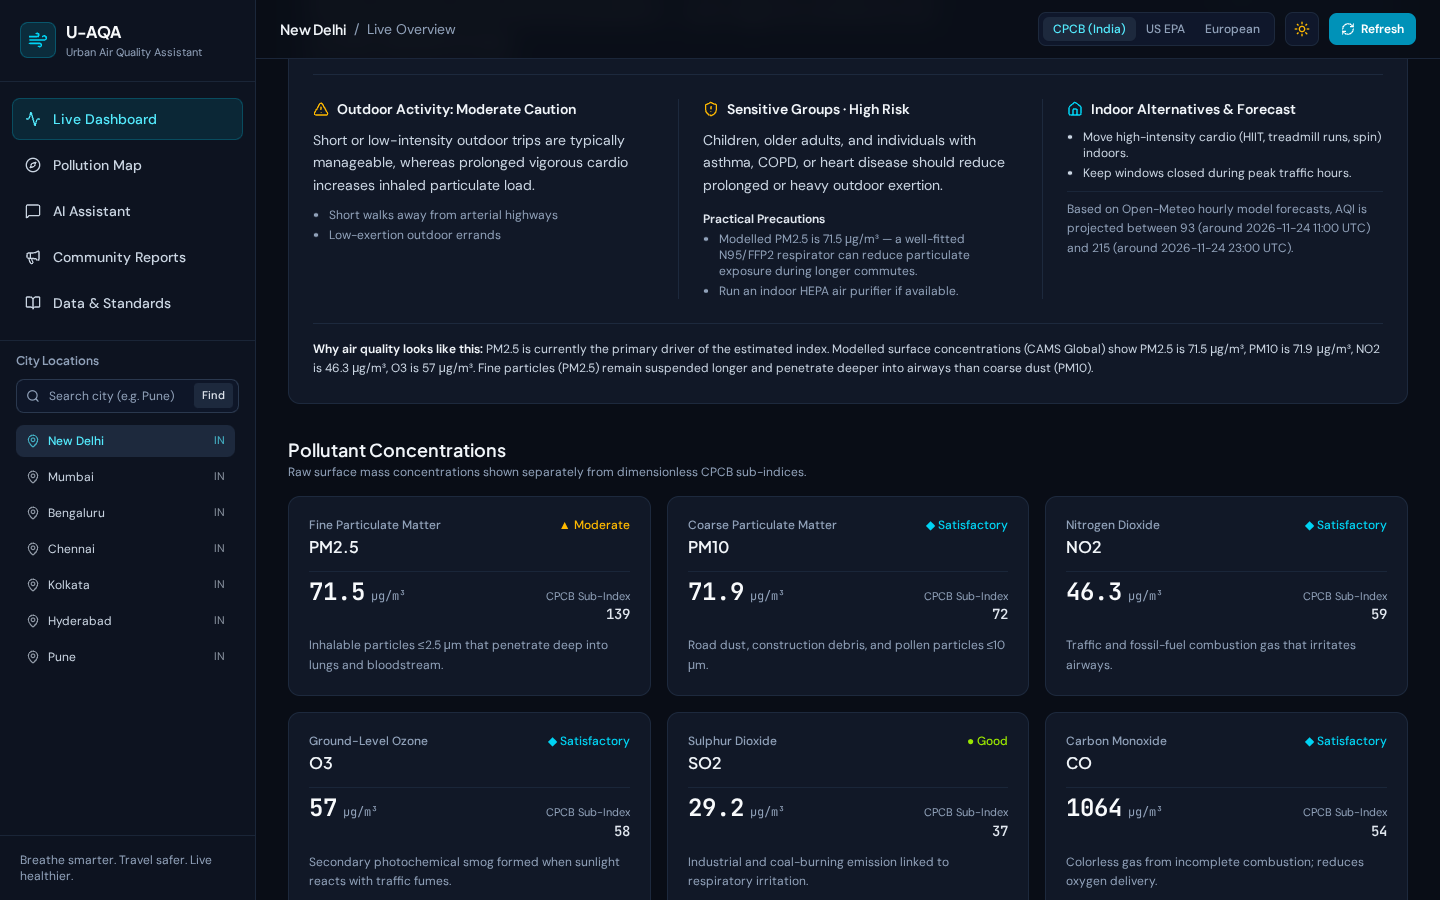 U-AQA
Urban Air Quality Assistant
Live Dashboard
Pollution Map
AI Assistant
Community Reports
Data & Standards
City Locations
Search city (e.g. Pune)
Find
New Delhi
IN
Mumbai
IN
Bengaluru
IN
Chennai
IN
Kolkata
IN
Hyderabad
IN
Pune
IN
Breathe smarter. Travel safer. Live
healthier.
New Delhi / Live Overview
CPCB (India)
US EPA
European
Refresh
Outdoor Activity: Moderate Caution
Short or low-intensity outdoor trips are typically
manageable, whereas prolonged vigorous cardio
increases inhaled particulate load.
• Short walks away from arterial highways
• Low-exertion outdoor errands
Sensitive Groups · High Risk
Children, older adults, and individuals with
asthma, COPD, or heart disease should reduce
prolonged or heavy outdoor exertion.
Practical Precautions
• Modelled PM2.5 is 71.5 µg/m³ — a well-fitted
N95/FFP2 respirator can reduce particulate
exposure during longer commutes.
• Run an indoor HEPA air purifier if available.
Indoor Alternatives & Forecast
• Move high-intensity cardio (HIIT, treadmill runs, spin)
indoors.
• Keep windows closed during peak traffic hours.
Based on Open-Meteo hourly model forecasts, AQI is
projected between 93 (around 2026-11-24 11:00 UTC)
and 215 (around 2026-11-24 23:00 UTC).
Why air quality looks like this: PM2.5 is currently the primary driver of the estimated index. Modelled surface concentrations (CAMS Global) show PM2.5 is 71.5 µg/m³, PM10 is 71.9 µg/m³, NO2
is 46.3 µg/m³, O3 is 57 µg/m³. Fine particles (PM2.5) remain suspended longer and penetrate deeper into airways than coarse dust (PM10).
Pollutant Concentrations
Raw surface mass concentrations shown separately from dimensionless CPCB sub-indices.
Fine Particulate Matter
▲ Moderate
PM2.5
71.5 µg/m³
CPCB Sub-Index
139
Inhalable particles ≤2.5 µm that penetrate deep into
lungs and bloodstream.
Coarse Particulate Matter
◆ Satisfactory
PM10
71.9 µg/m³
CPCB Sub-Index
72
Road dust, construction debris, and pollen particles ≤10
µm.
Nitrogen Dioxide
◆ Satisfactory
NO2
46.3 µg/m³
CPCB Sub-Index
59
Traffic and fossil-fuel combustion gas that irritates
airways.
Ground-Level Ozone
◆ Satisfactory
O3
57 µg/m³
CPCB Sub-Index
58
Secondary photochemical smog formed when sunlight
reacts with traffic fumes.
Sulphur Dioxide
● Good
SO2
29.2 µg/m³
CPCB Sub-Index
37
Industrial and coal-burning emission linked to
respiratory irritation.
Carbon Monoxide
◆ Satisfactory
CO
1064 µg/m³
CPCB Sub-Index
54
Colorless gas from incomplete combustion; reduces
oxygen delivery.